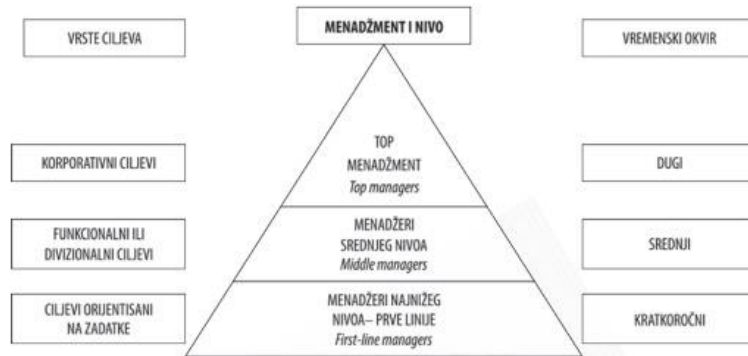 VRSTE CILJEVA
MENADŽMENT I NIVO
VREMENSKI OKVIR
KORPORATIVNI CILJEVI
TOP
MENADŽMENT
Top managers
DUGI
FUNKCIONALNI ILI
DIVIZIONALNI CILJEVI
MENADŽERI
SREDNJEG NIVOA
Middle managers
SREDNJI
CILJEVI ORIJENTISANI
NA ZADATKE
MENADŽERI NAJNIŽEG
NIVOA– PRVE LINIJE
First-line managers
KRATKOROČNI